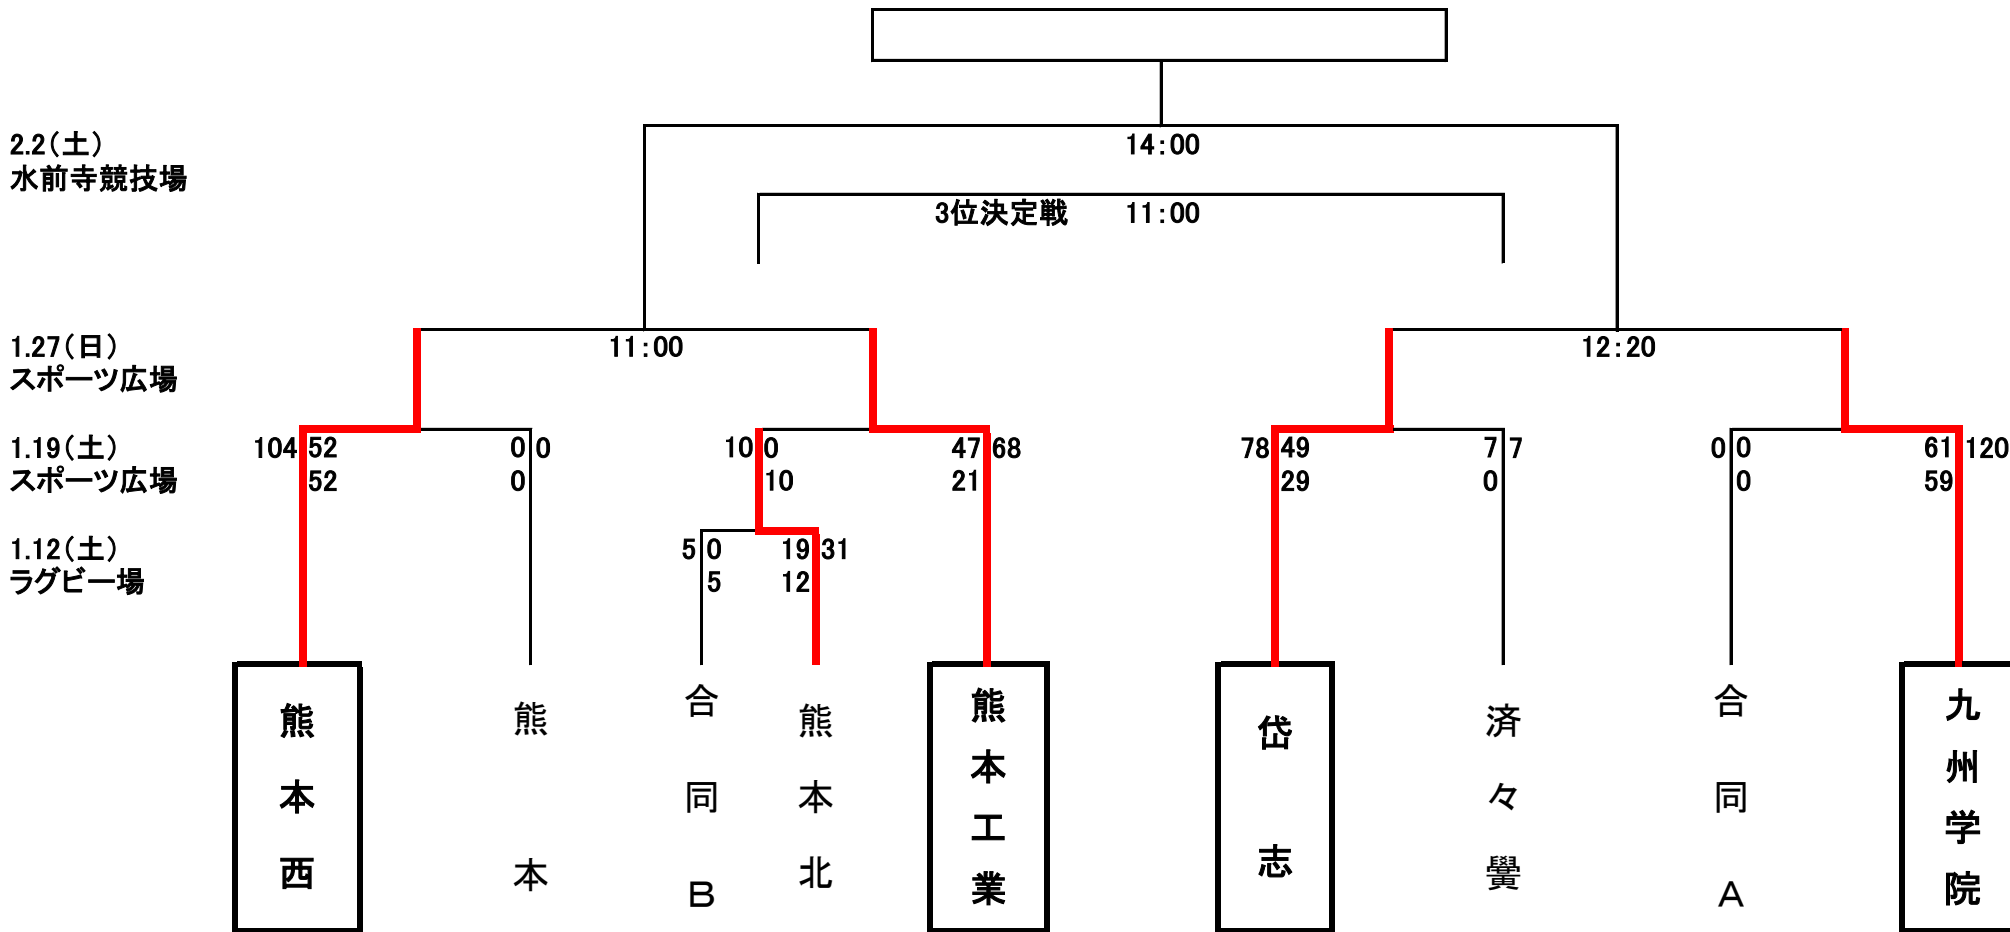 2.2(土)
水前寺競技場
14:00
3位決定戦 11:00
1.27(日)
スポーツ広場
11:00
12:20
1.19(土)
スポーツ広場
104 52 0 0 10 0 47 68 78 49 7 7 0 0 61 120
52 0 10 21 29 0 0 59
1.12(土)
ラグビー場
5 0 19 31
5 12
熊本西
熊本
合同B
熊本北
熊本工業
岱志
済々黌
合同A
九州学院